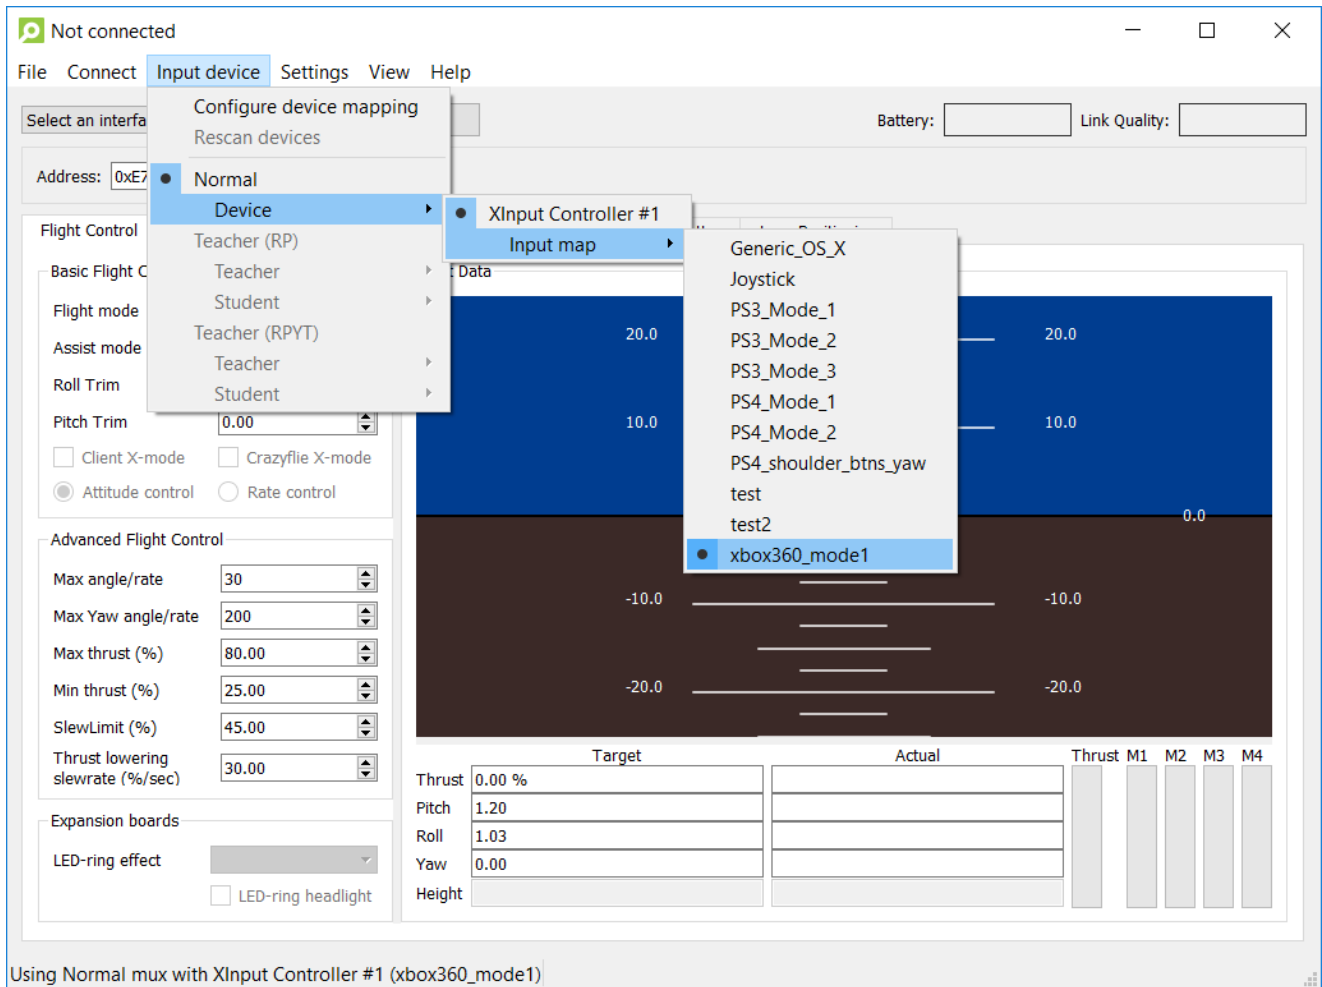 Not connected
File Connect Input device Settings View Help
Configure device mapping
Select an interfa
Battery:
Link Quality:
Rescan devices
Address: 0xE7
Normal
Device
XInput Controller #1
Flight Control
Teacher (RP)
Input map
Generic_OS_X
Basic Flight C
Teacher
Data
Joystick
Flight mode
Student
PS3_Mode_1
20.0
20.0
Teacher (RPYT)
PS3_Mode_2
Assist mode
Teacher
PS3_Mode_3
Roll Trim
Student
PS4_Mode_1
Pitch Trim
0.00
10.0
10.0
PS4_Mode_2
Client X-mode
Crazyflie X-mode
PS4_shoulder_btns_yaw
Attitude control
Rate control
test
0.0
test2
Advanced Flight Control
xbox360_mode1
Max angle/rate
30
-10.0
-10.0
Max Yaw angle/rate
200
Max thrust (%)
80.00
Min thrust (%)
25.00
-20.0
-20.0
SlewLimit (%)
45.00
Thrust lowering
slewrate (%/sec)
30.00
Target
Actual
Thrust M1 M2 M3 M4
Thrust 0.00 %
Pitch 1.20
Roll 1.03
Yaw 0.00
Height
Expansion boards
LED-ring effect
LED-ring headlight
Using Normal mux with XInput Controller #1 (xbox360_mode1)